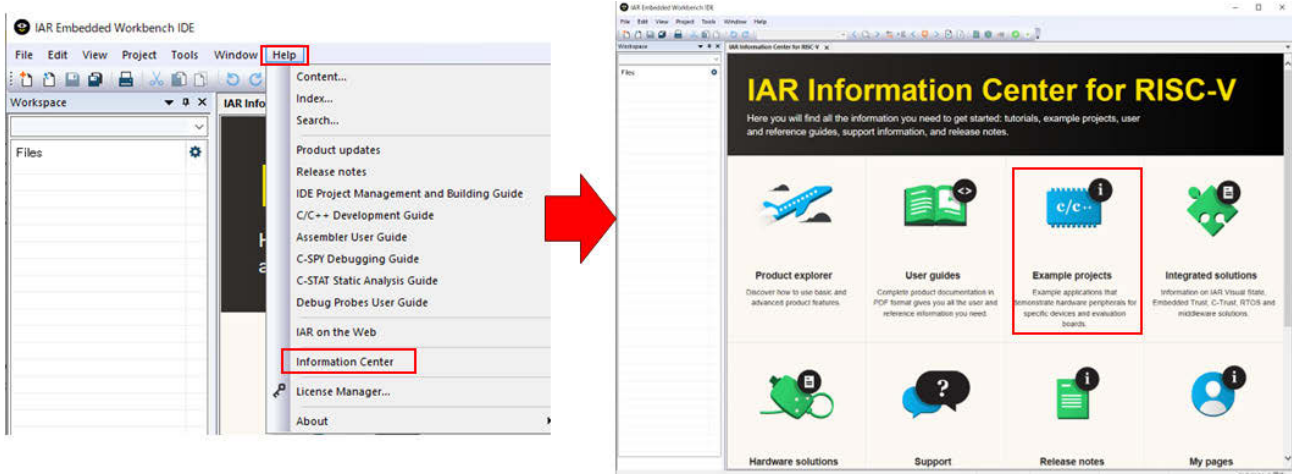 IAR Embedded Workbench IDE
File Edit View Project Tools Window Help
Workspace
IAR Info
Files
Content...
Index...
Search...
Product updates
Release notes
IDE Project Management and Building Guide
C/C++ Development Guide
Assembler User Guide
C-SPY Debugging Guide
C-STAT Static Analysis Guide
Debug Probes User Guide
IAR on the Web
Information Center
License Manager...
About
H
a
IAR Embedded Workbench IDE
File Edit View Project Tools Window Help
Workspace
IAR Information Center for RISC-V
Files
IAR Information Center for RISC-V
Here you will find all the information you need to get started: tutorials, example projects, user
and reference guides, support information, and release notes.
Product explorer
Discover how to use basic and
advanced product features.
User guides
Complete product documentation in
PDF format gives you all the user and
reference information you need.
c/c++
Example projects
Example applications that
demonstrate hardware peripherals for
specific devices and evaluation
boards.
Integrated solutions
Information on IAR Visual State,
Embedded Trust, C-Trust, RTOS and
middleware solutions.
Hardware solutions
Support
Release notes
My pages